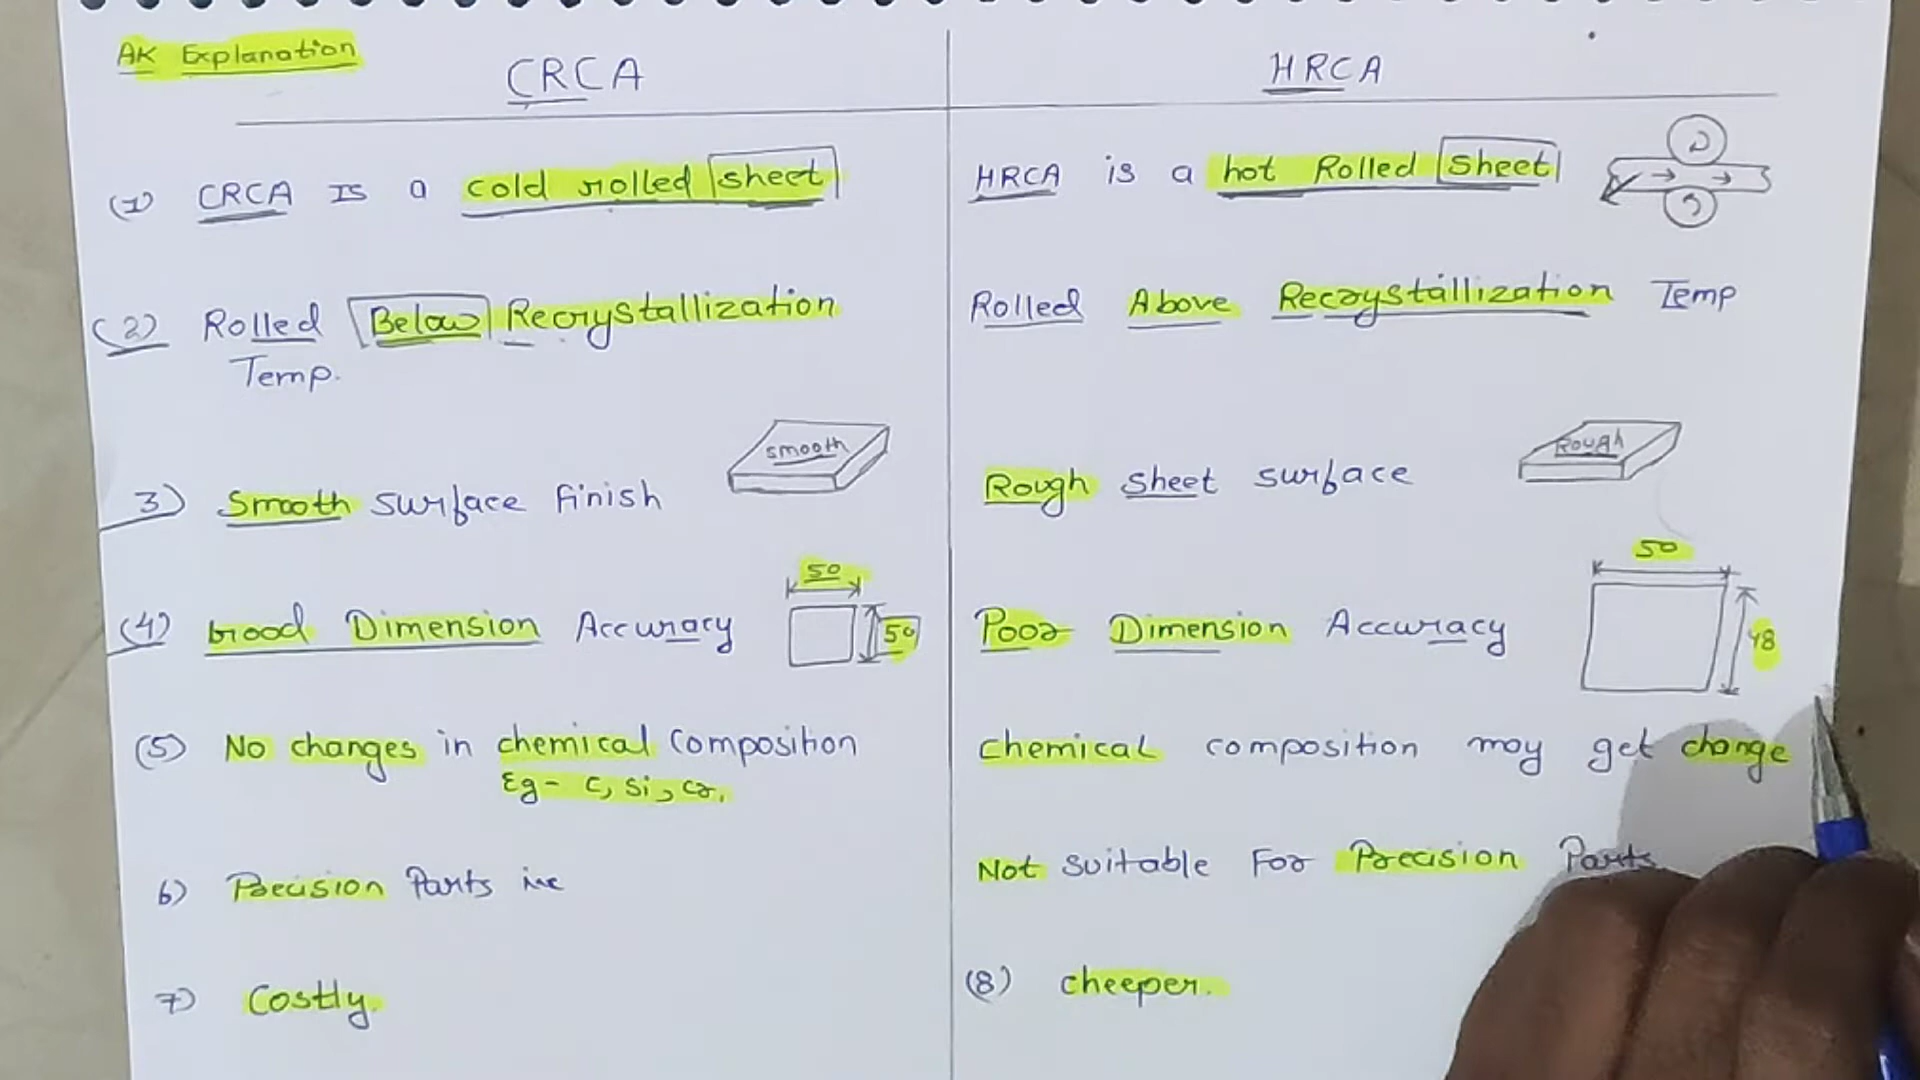 AK Explanation
CRCA
HRCA
(1) CRCA Is a cold rolled sheet
HRCA is a hot Rolled Sheet
(2) Rolled Below Recrystallization
Temp.
Rolled Above Recrystallization Temp
smooth
3) Smooth Surface Finish
Rough
Rough Sheet surface
50
50
(4) Good Dimension Accuracy
50
Poor Dimension Accuracy
48
(5) No changes in chemical Composition
Eg- C, Si, Cr.
Chemical composition may get change
6) Precision Parts
Not Suitable For Precision Parts
7) Costly.
(8) cheeper.